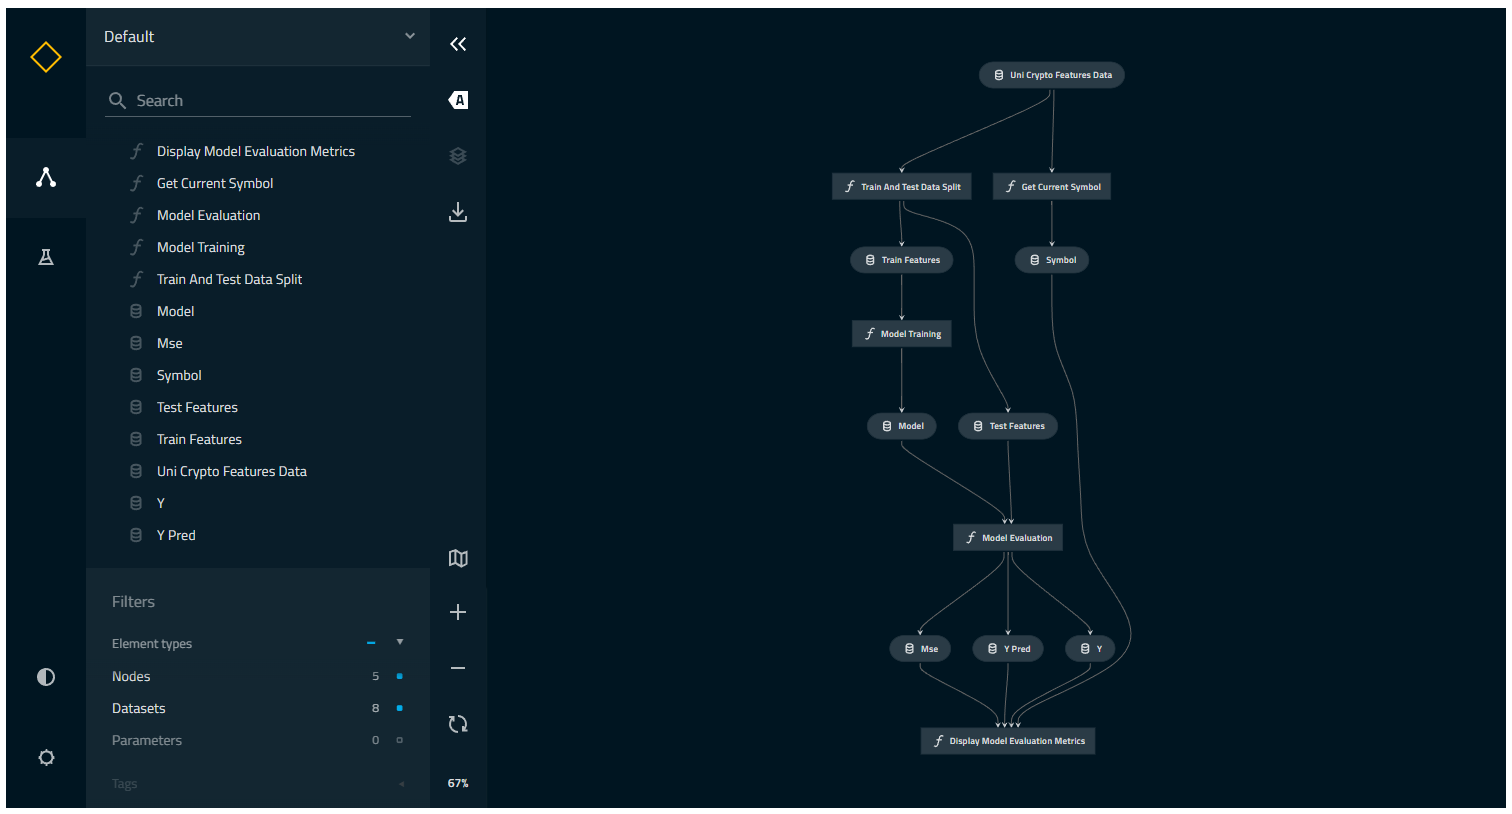 Default
Search
Display Model Evaluation Metrics
Get Current Symbol
Model Evaluation
Model Training
Train And Test Data Split
Model
Mse
Symbol
Test Features
Train Features
Uni Crypto Features Data
Y
Y Pred
Filters
Element types
Nodes 5
Datasets 8
Parameters 0
Tags
A
67%
Uni Crypto Features Data
Train And Test Data Split
Get Current Symbol
Train Features
Symbol
Model Training
Model
Test Features
Model Evaluation
Mse
Y Pred
Y
Display Model Evaluation Metrics